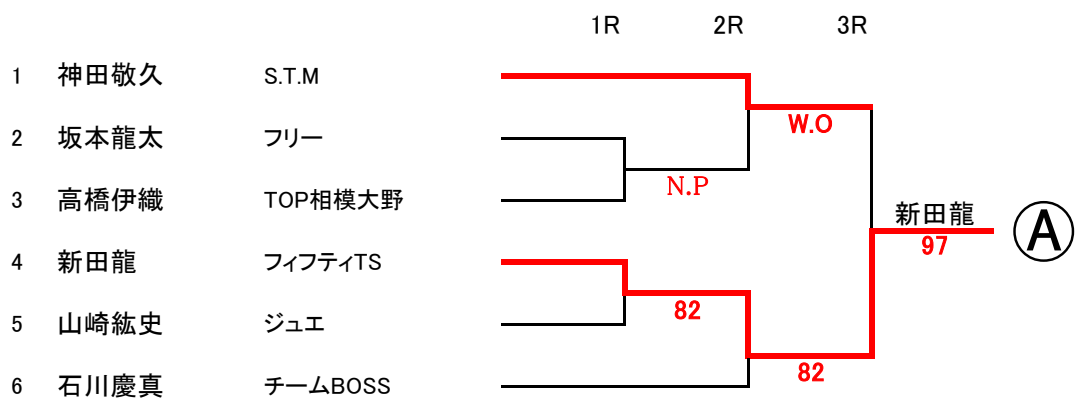 1R 2R 3R
1 神田敬久 S.T.M
W.O
2 坂本龍太 フリー
N.P
3 高橋伊織 TOP相模大野
新田龍
97
A
4 新田龍 フィフティTS
82
5 山崎紘史 ジュエ
82
6 石川慶真 チームBOSS